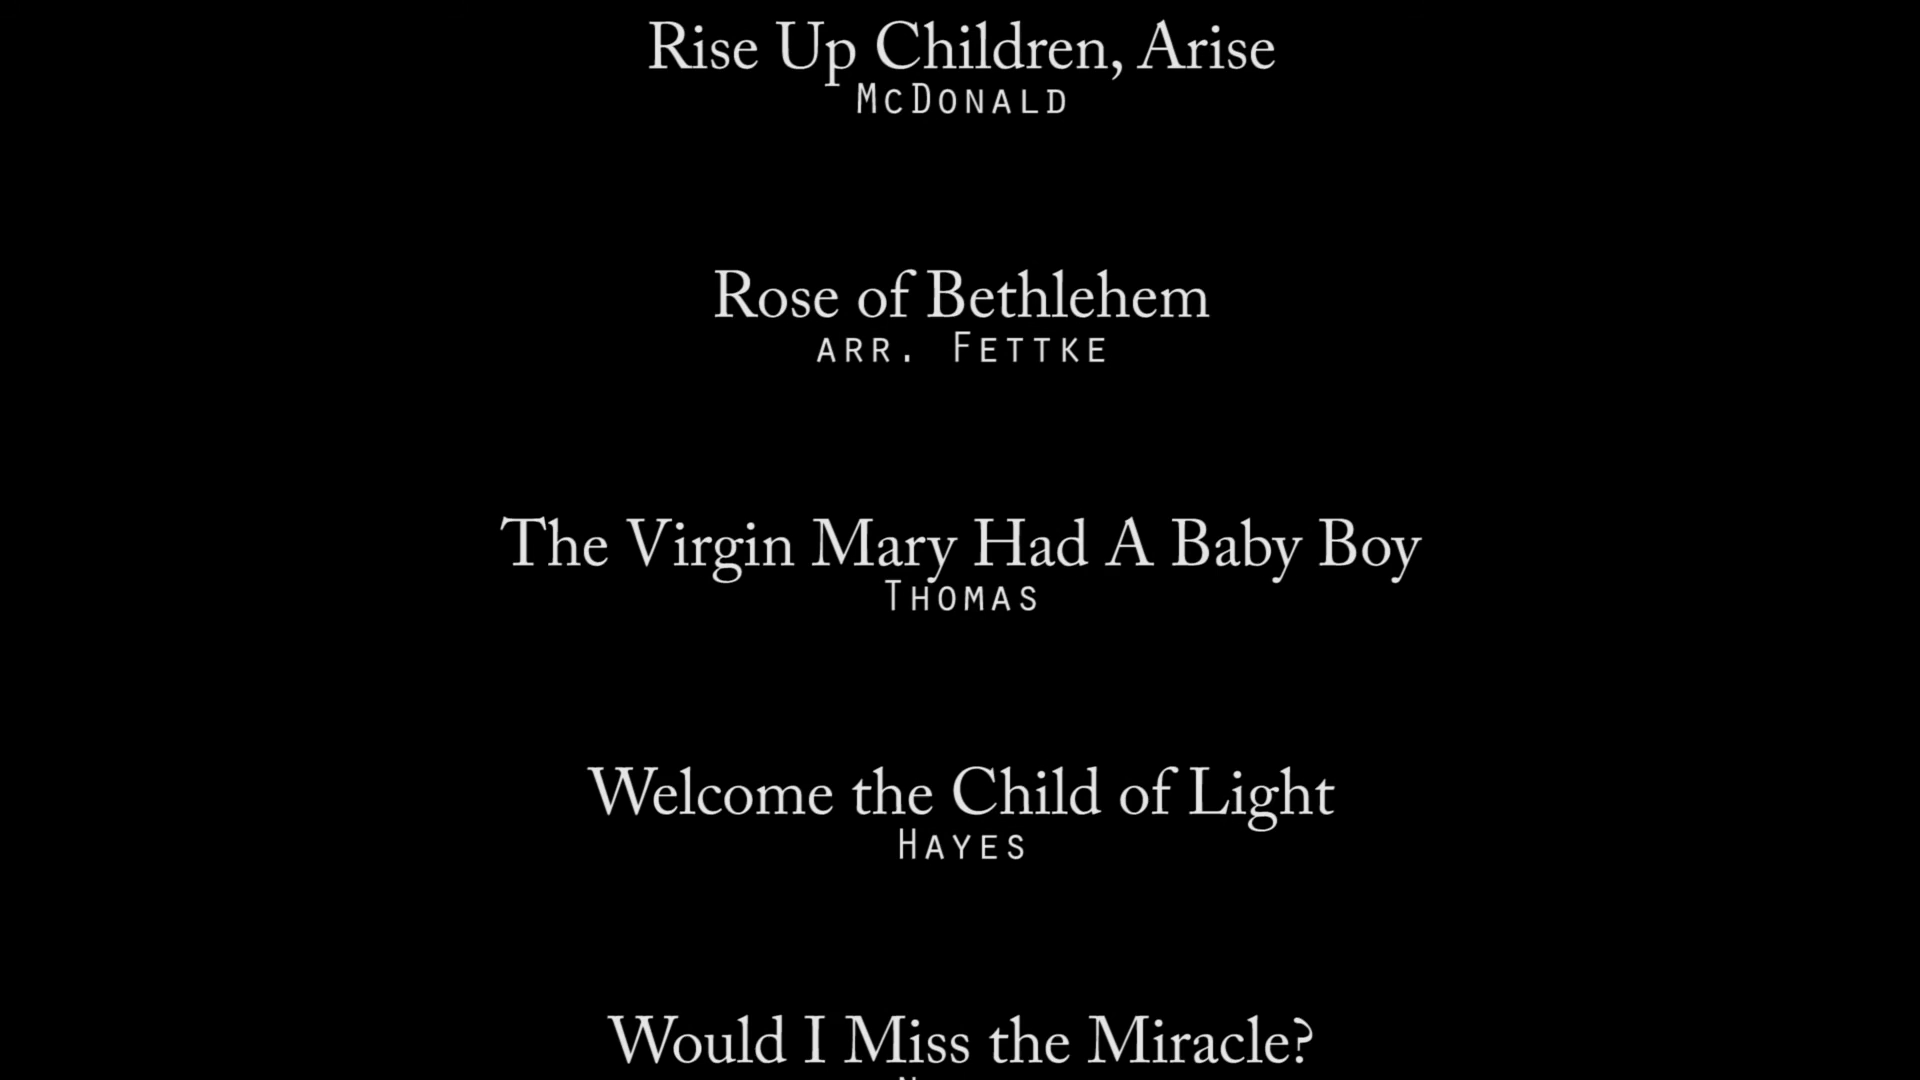 Rise Up Children, Arise
McDonald
Rose of Bethlehem
arr. Fettke
The Virgin Mary Had A Baby Boy
Thomas
Welcome the Child of Light
Hayes
Would I Miss the Miracle?